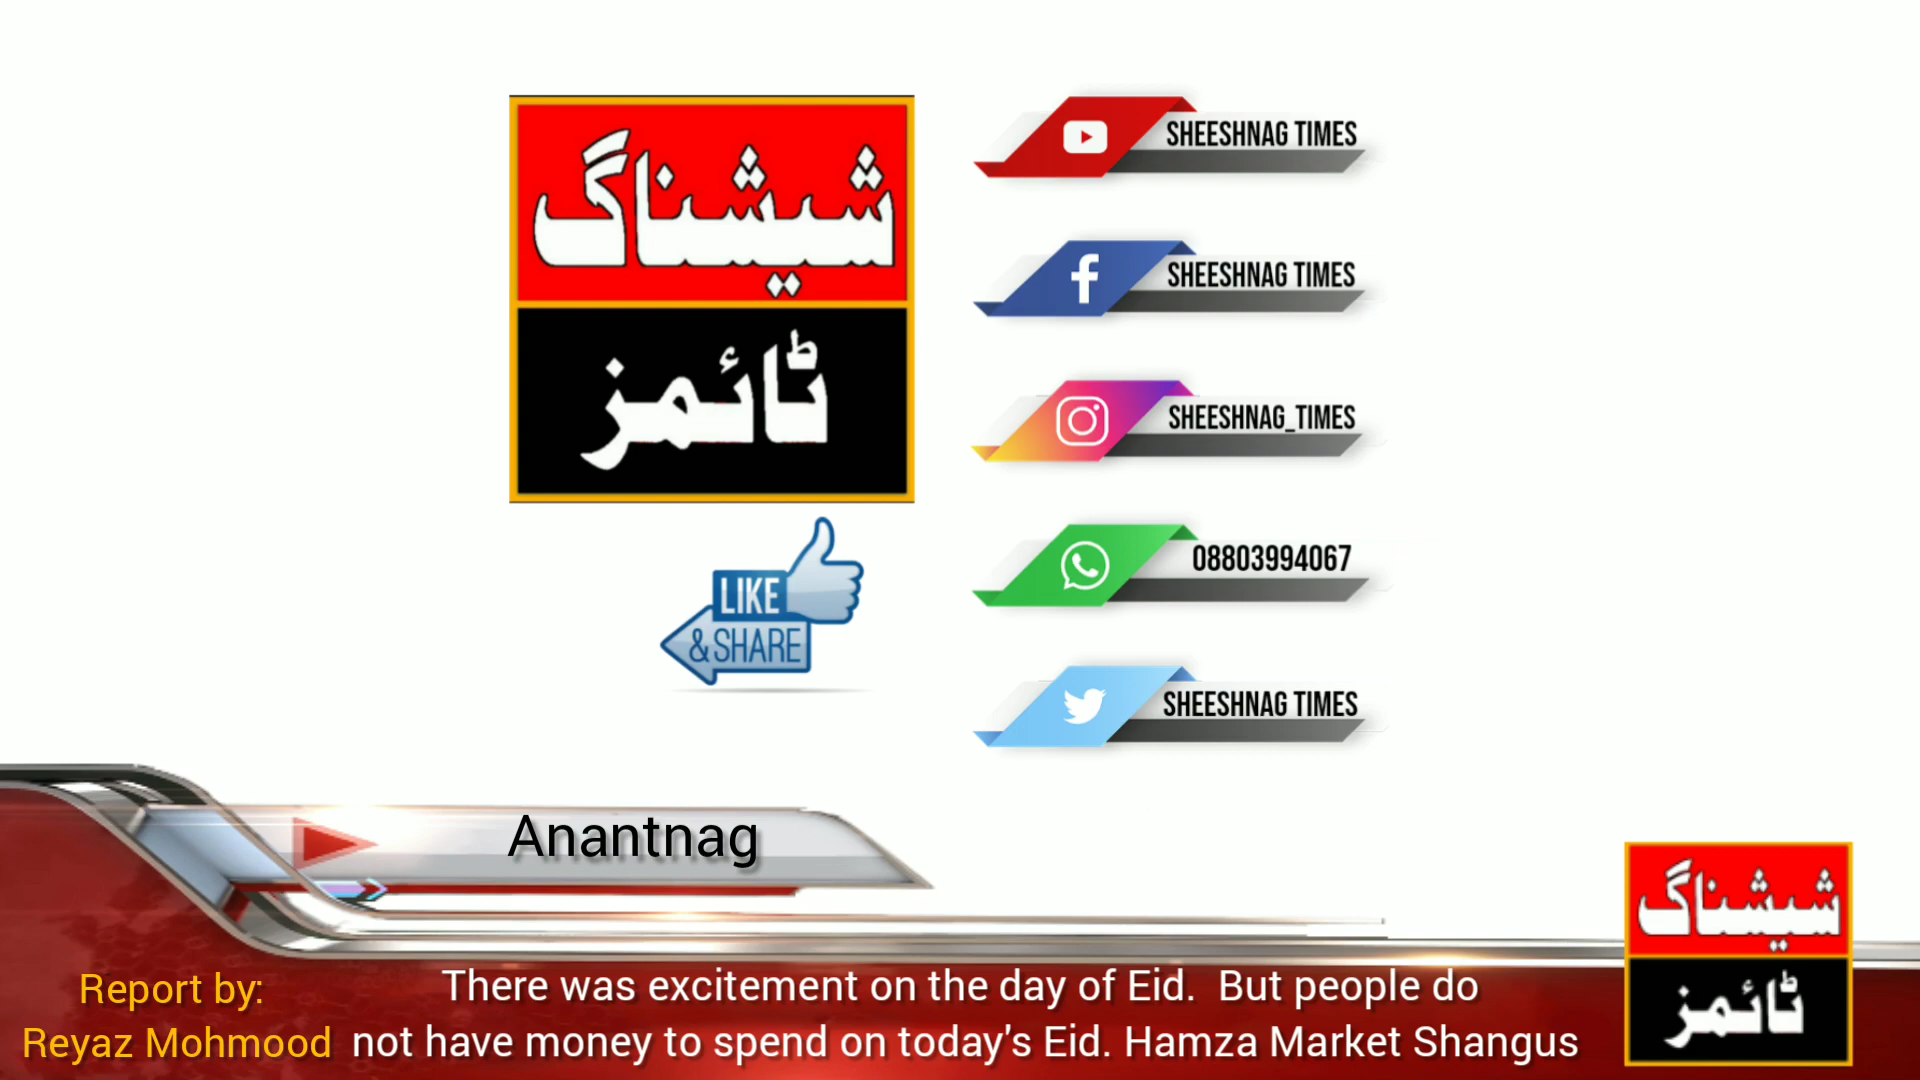 شیشناگ
ٹائمز
SHEESHNAG TIMES
SHEESHNAG TIMES
SHEESHNAG_TIMES
08803994067
SHEESHNAG TIMES
LIKE
& SHARE
Anantnag
Report by:
Reyaz Mohmood
There was excitement on the day of Eid.  But people do
not have money to spend on today's Eid. Hamza Market Shangus
شیشناگ
ٹائمز